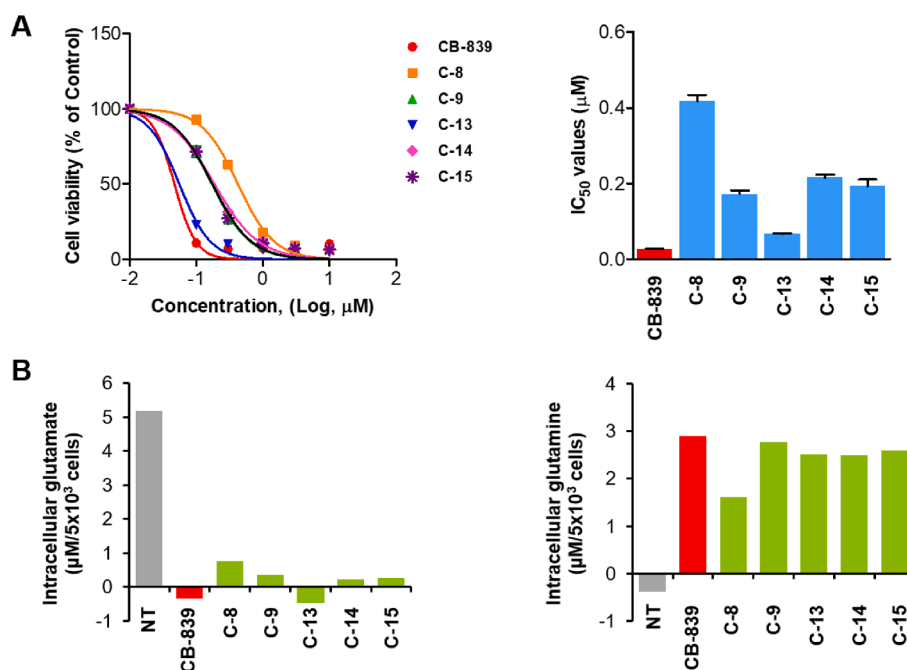 A
Cell viability (% of Control)
150
100
50
0
-2
-1
0
1
2
Concentration, (Log, μM)
CB-839
C-8
C-9
C-13
C-14
C-15
IC50 values (μM)
0.6
0.4
0.2
0.0
CB-839
C-8
C-9
C-13
C-14
C-15
B
Intracellular glutamate
(μM/5x10³ cells)
6
5
4
3
2
1
0
-1
NT
CB-839
C-8
C-9
C-13
C-14
C-15
Intracellular glutamine
(μM/5x10³ cells)
4
3
2
1
0
-1
NT
CB-839
C-8
C-9
C-13
C-14
C-15